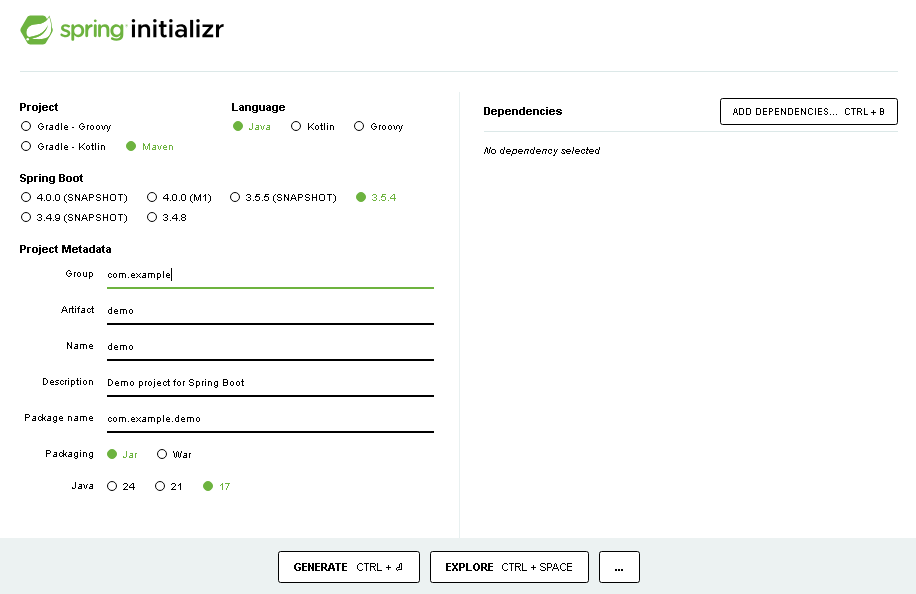 spring initializr
Project
Gradle - Groovy
Gradle - Kotlin Maven
Language
Java Kotlin Groovy
Spring Boot
4.0.0 (SNAPSHOT) 4.0.0 (M1) 3.5.5 (SNAPSHOT) 3.5.4
3.4.9 (SNAPSHOT) 3.4.8
Project Metadata
Group com.example
Artifact demo
Name demo
Description Demo project for Spring Boot
Package name com.example.demo
Packaging Jar War
Java 24 21 17
Dependencies
ADD DEPENDENCIES... CTRL + B
No dependency selected
GENERATE CTRL + ⏎
EXPLORE CTRL + SPACE
...